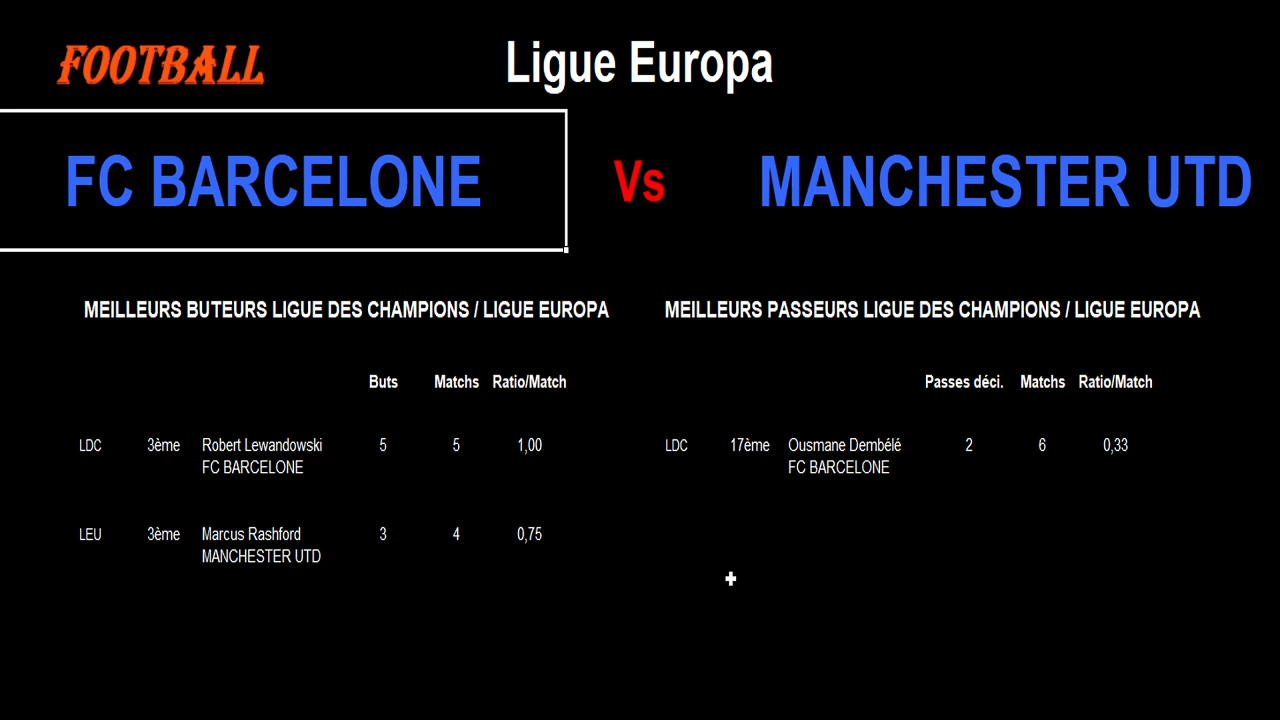 FOOTBALL
Ligue Europa
FC BARCELONE
Vs
MANCHESTER UTD
MEILLEURS BUTEURS LIGUE DES CHAMPIONS / LIGUE EUROPA
Buts Matchs Ratio/Match
LDC 3ème Robert Lewandowski 5 5 1,00
FC BARCELONE
LEU 3ème Marcus Rashford 3 4 0,75
MANCHESTER UTD
MEILLEURS PASSEURS LIGUE DES CHAMPIONS / LIGUE EUROPA
Passes déci. Matchs Ratio/Match
LDC 17ème Ousmane Dembélé 2 6 0,33
FC BARCELONE